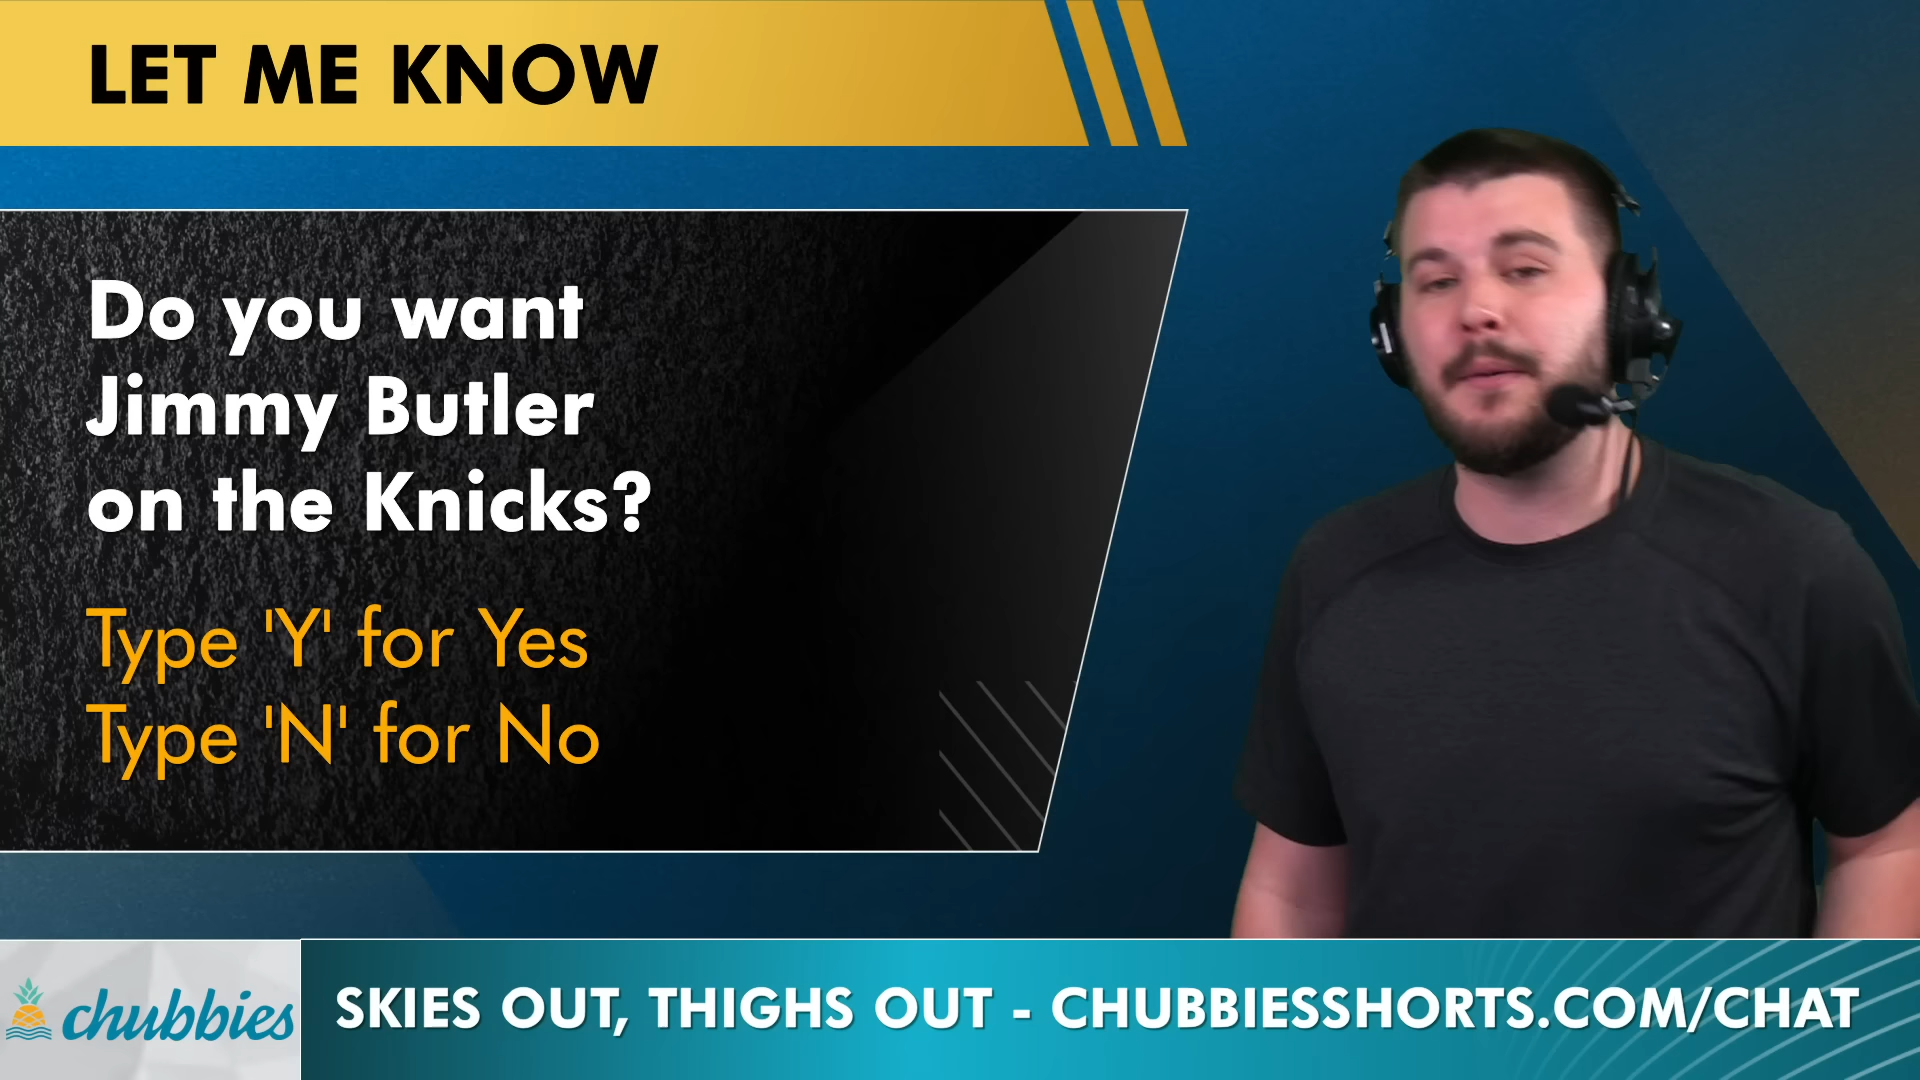 LET ME KNOW
Do you want
Jimmy Butler
on the Knicks?
Type 'Y' for Yes
Type 'N' for No
chubbies
SKIES OUT, THIGHS OUT - CHUBBIESSHORTS.COM/CHAT